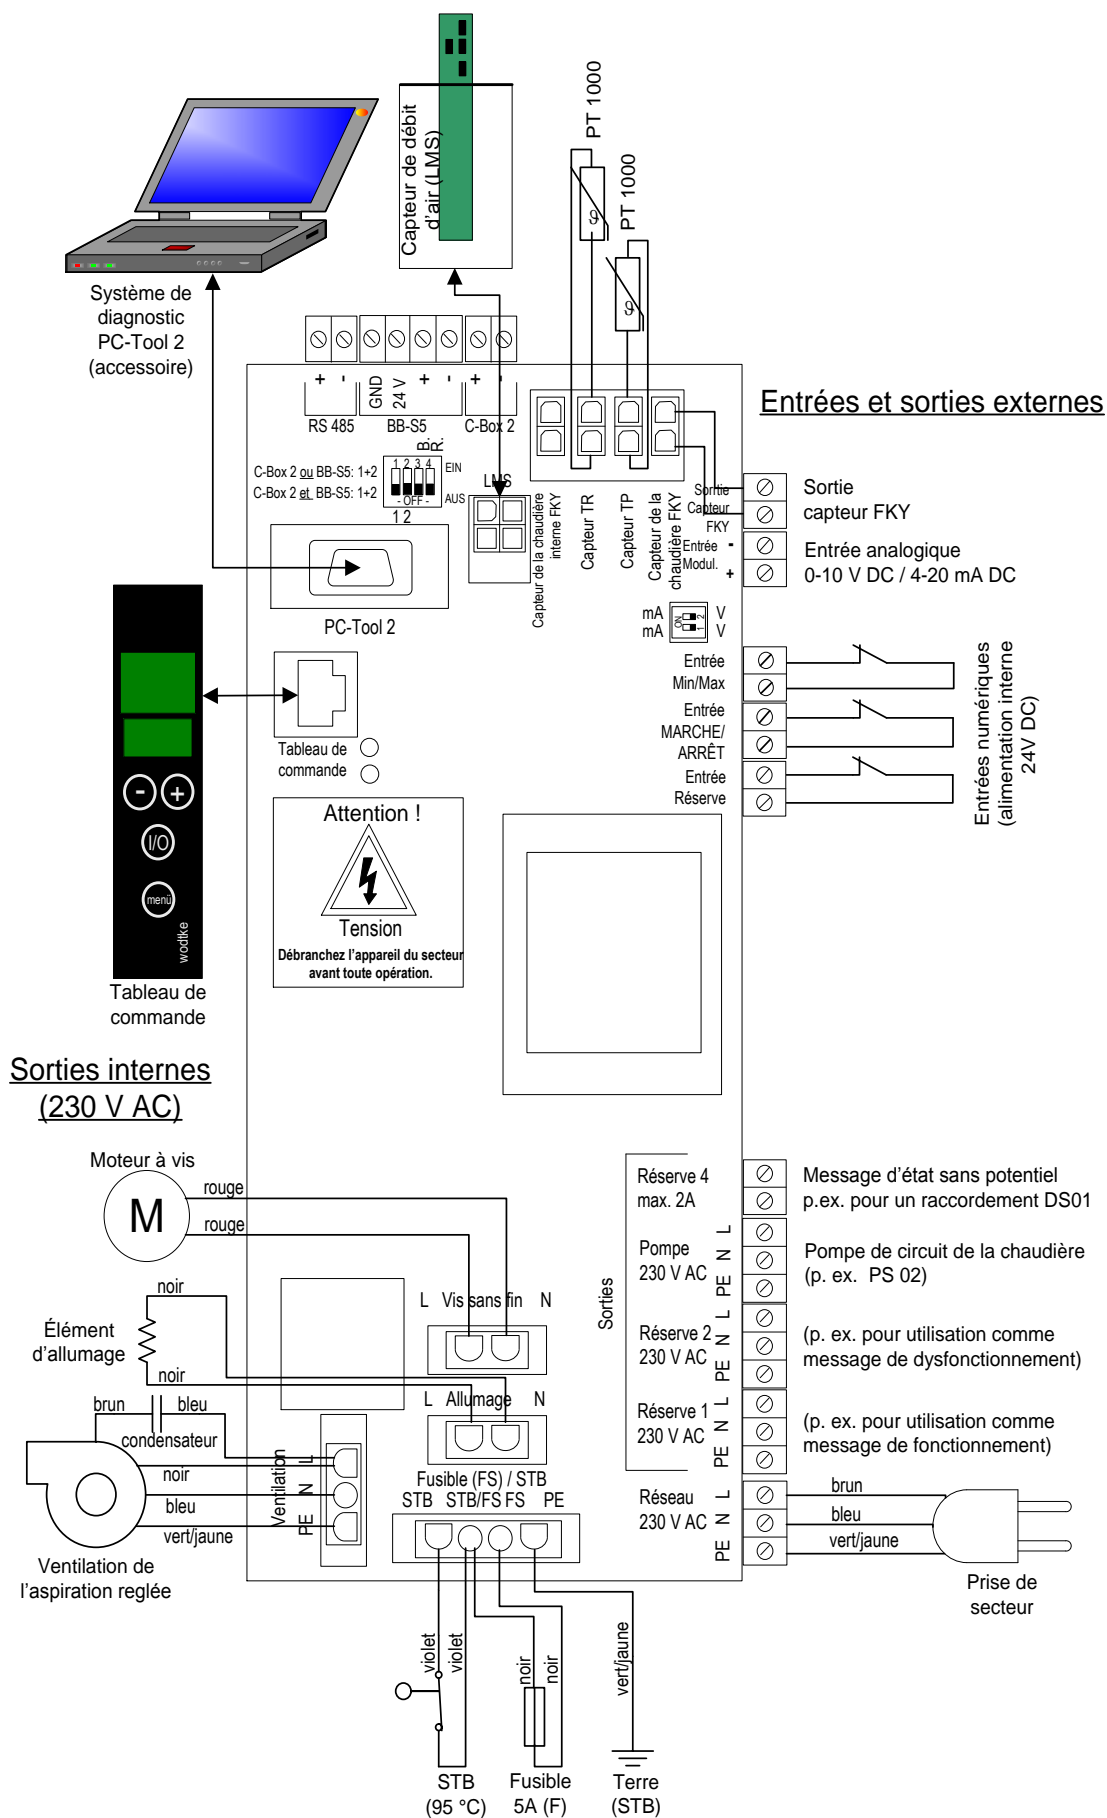 Capteur de débit
d'air (LMS)
PT 1000
ϑ
PT 1000
ϑ
Système de
diagnostic
PC-Tool 2
(accessoire)
+ - GND 24 V + - + -
RS 485 BB-S5 C-Box 2
B.
R.
C-Box 2 ou BB-S5: 1+2
C-Box 2 et BB-S5: 1+2
1 2 3 4
EIN
AUS
- OFF -
1 2
LMS
PC-Tool 2
Capteur de la chaudière
interne FKY
Capteur TR
Capteur TP
Capteur de la
chaudière FKY
Entrées et sorties externes
Sortie
Capteur
FKY
Sortie
capteur FKY
Entrée -
Modul.
+
Entrée analogique
0-10 V DC / 4-20 mA DC
mA V
mA V
ON
1 2
Entrée
Min/Max
Entrée
MARCHE/
ARRÊT
Entrée
Réserve
Entrées numériques
(alimentation interne
24V DC)
Tableau de
commande
- +
I/O
menü
wodtke
Tableau de
commande
Attention !
Tension
Débranchez l'appareil du secteur
avant toute opération.
Sorties internes
(230 V AC)
Moteur à vis
M
rouge
rouge
noir
Élément
d'allumage
noir
L Vis sans fin N
L Allumage N
brun bleu
condensateur
noir
bleu
vert/jaune
Ventilation
L
N
PE
Ventilation de
l'aspiration reglée
Fusible (FS) / STB
STB STB/FS FS PE
violet
violet
noir
noir
vert/jaune
STB
(95 °C)
Fusible
5A (F)
Terre
(STB)
Sorties
Réserve 4
max. 2A
Message d'état sans potentiel
p.ex. pour un raccordement DS01
Pompe
230 V AC
PE N L
Pompe de circuit de la chaudière
(p. ex. PS 02)
Réserve 2
230 V AC
PE N L
(p. ex. pour utilisation comme
message de dysfonctionnement)
Réserve 1
230 V AC
PE N L
(p. ex. pour utilisation comme
message de fonctionnement)
Réseau
230 V AC
PE N L
brun
bleu
vert/jaune
Prise de
secteur